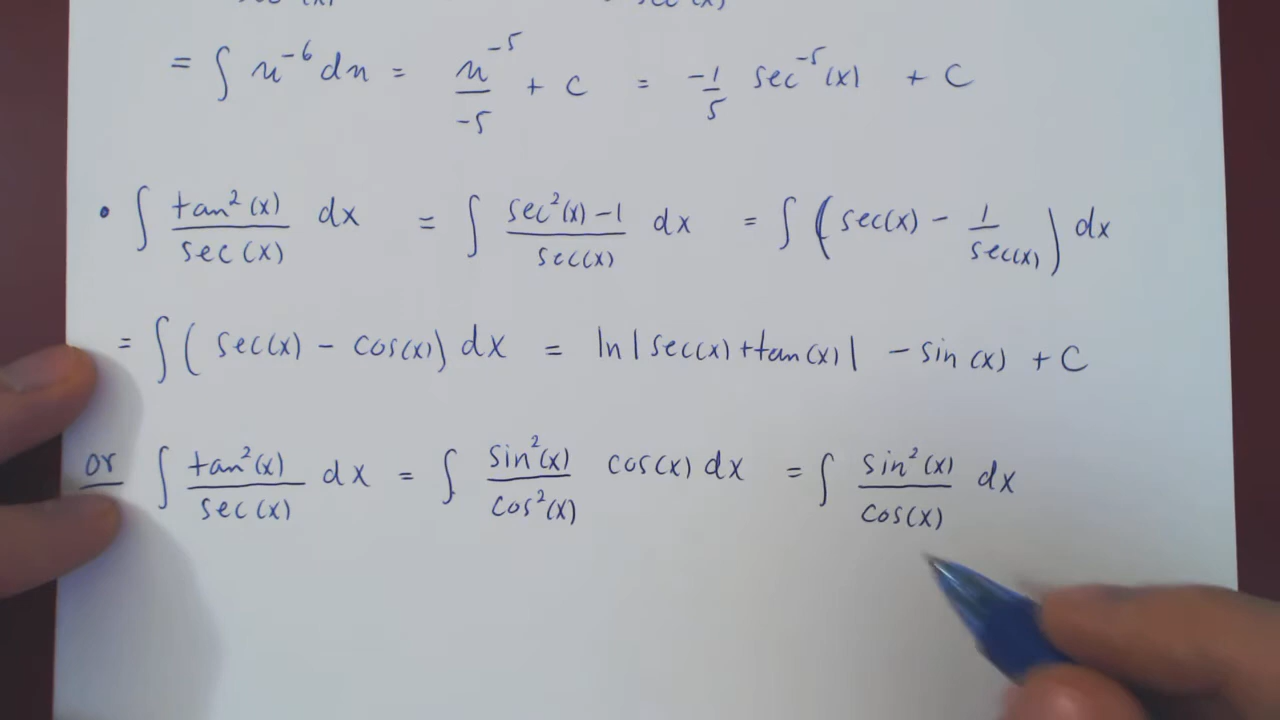 = ∫ u⁻⁶ du = u⁻⁵/-5 + C = -1/5 sec⁻⁵(x) + C
• ∫ tan²(x)/sec(x) dx = ∫ sec²(x)-1/sec(x) dx = ∫ (sec(x) - 1/sec(x)) dx
= ∫ (sec(x) - cos(x)) dx = ln|sec(x)+tan(x)| - sin(x) + C
or ∫ tan²(x)/sec(x) dx = ∫ sin²(x)/cos²(x) cos(x) dx = ∫ sin²(x)/cos(x) dx